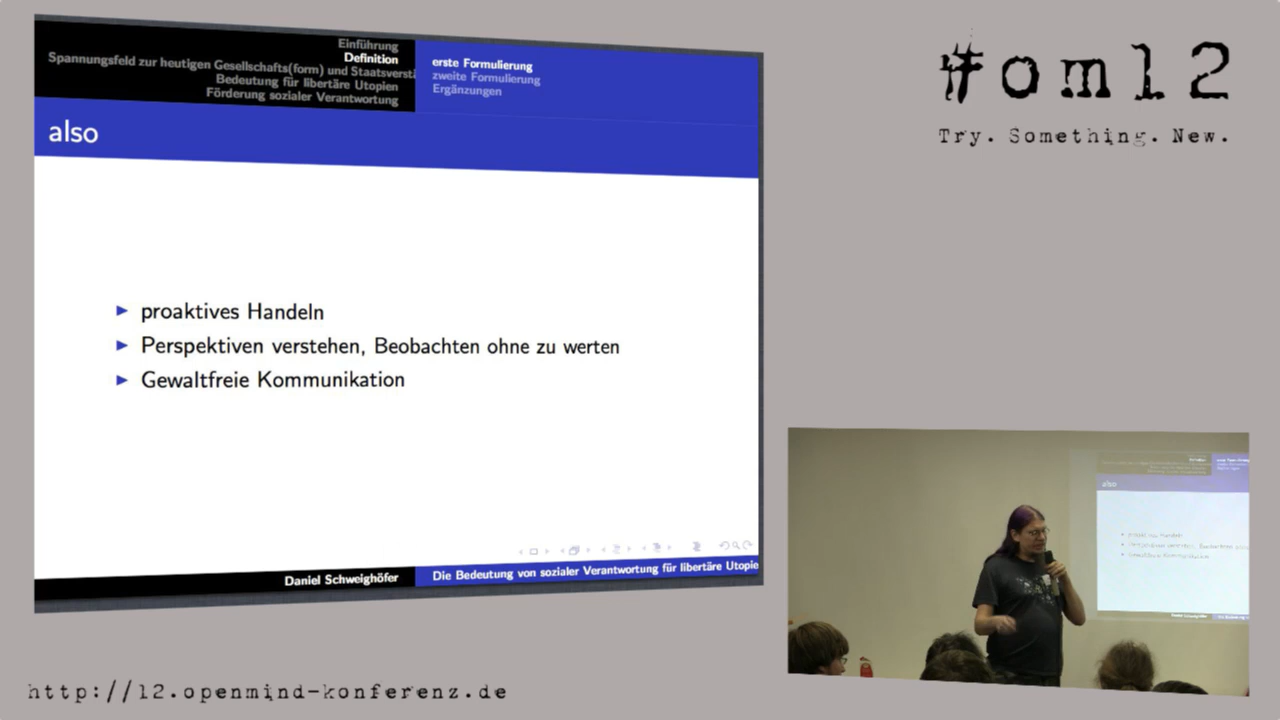 Einführung
Definition
Spannungsfeld zur heutigen Gesellschafts(form) und Staatsverstä
Bedeutung für libertäre Utopien
Förderung sozialer Verantwortung
erste Formulierung
zweite Formulierung
Ergänzungen
also
proaktives Handeln
Perspektiven verstehen, Beobachten ohne zu werten
Gewaltfreie Kommunikation
Daniel Schweighöfer
Die Bedeutung von sozialer Verantwortung für libertäre Utopie
#om12
Try. Something. New.
also
http://12.openmind-konferenz.de